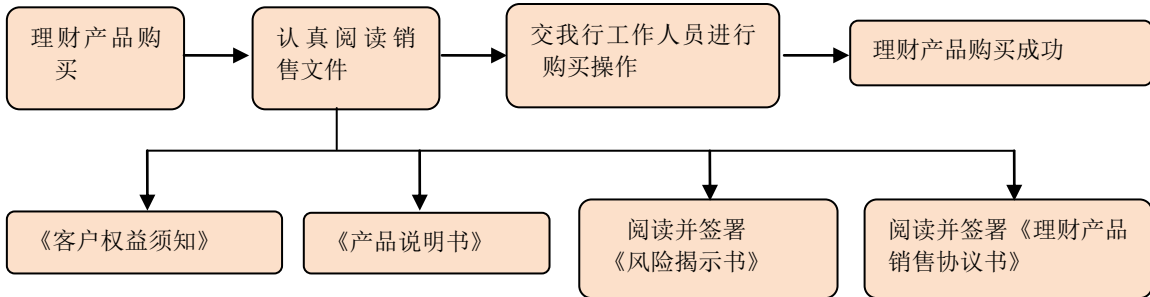 理财产品购
买
认真阅读销
售文件
交我行工作人员进行
购买操作
理财产品购买成功
《客户权益须知》
《产品说明书》
阅读并签署
《风险揭示书》
阅读并签署《理财产品
销售协议书》